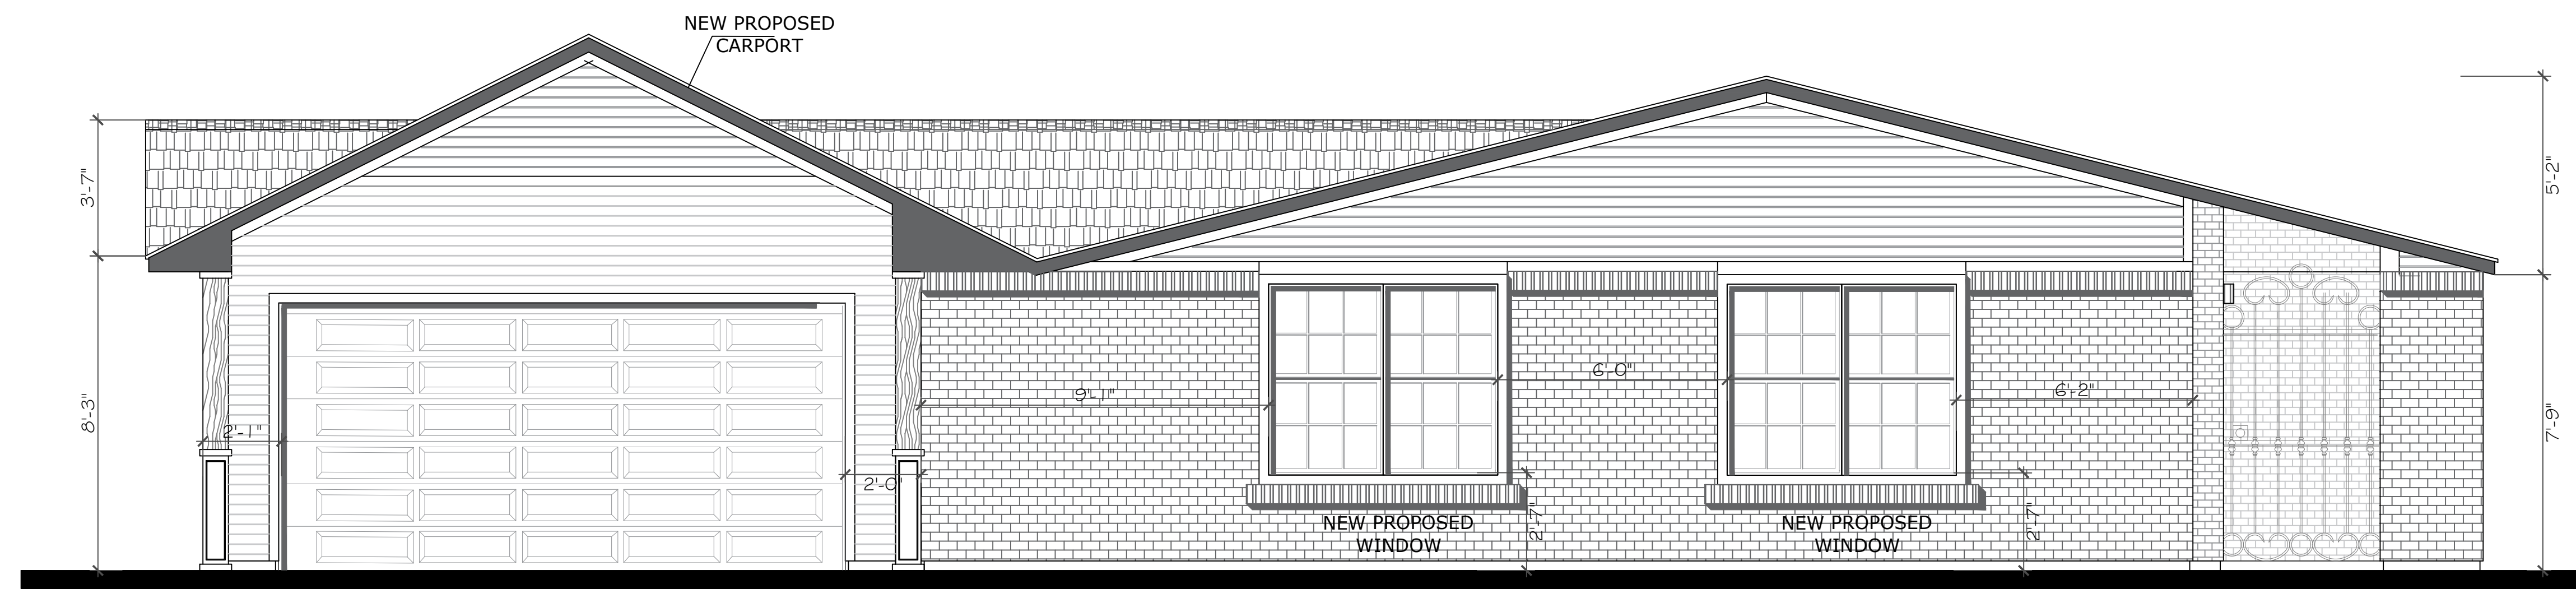 NEW PROPOSED
CARPORT
3'-7"
5'-2"
8'-3"
2'-1"
2'-0"
9'-1"
6'-0"
6'-2"
7'-9"
NEW PROPOSED
WINDOW
2'-7"
NEW PROPOSED
WINDOW
2'-7"